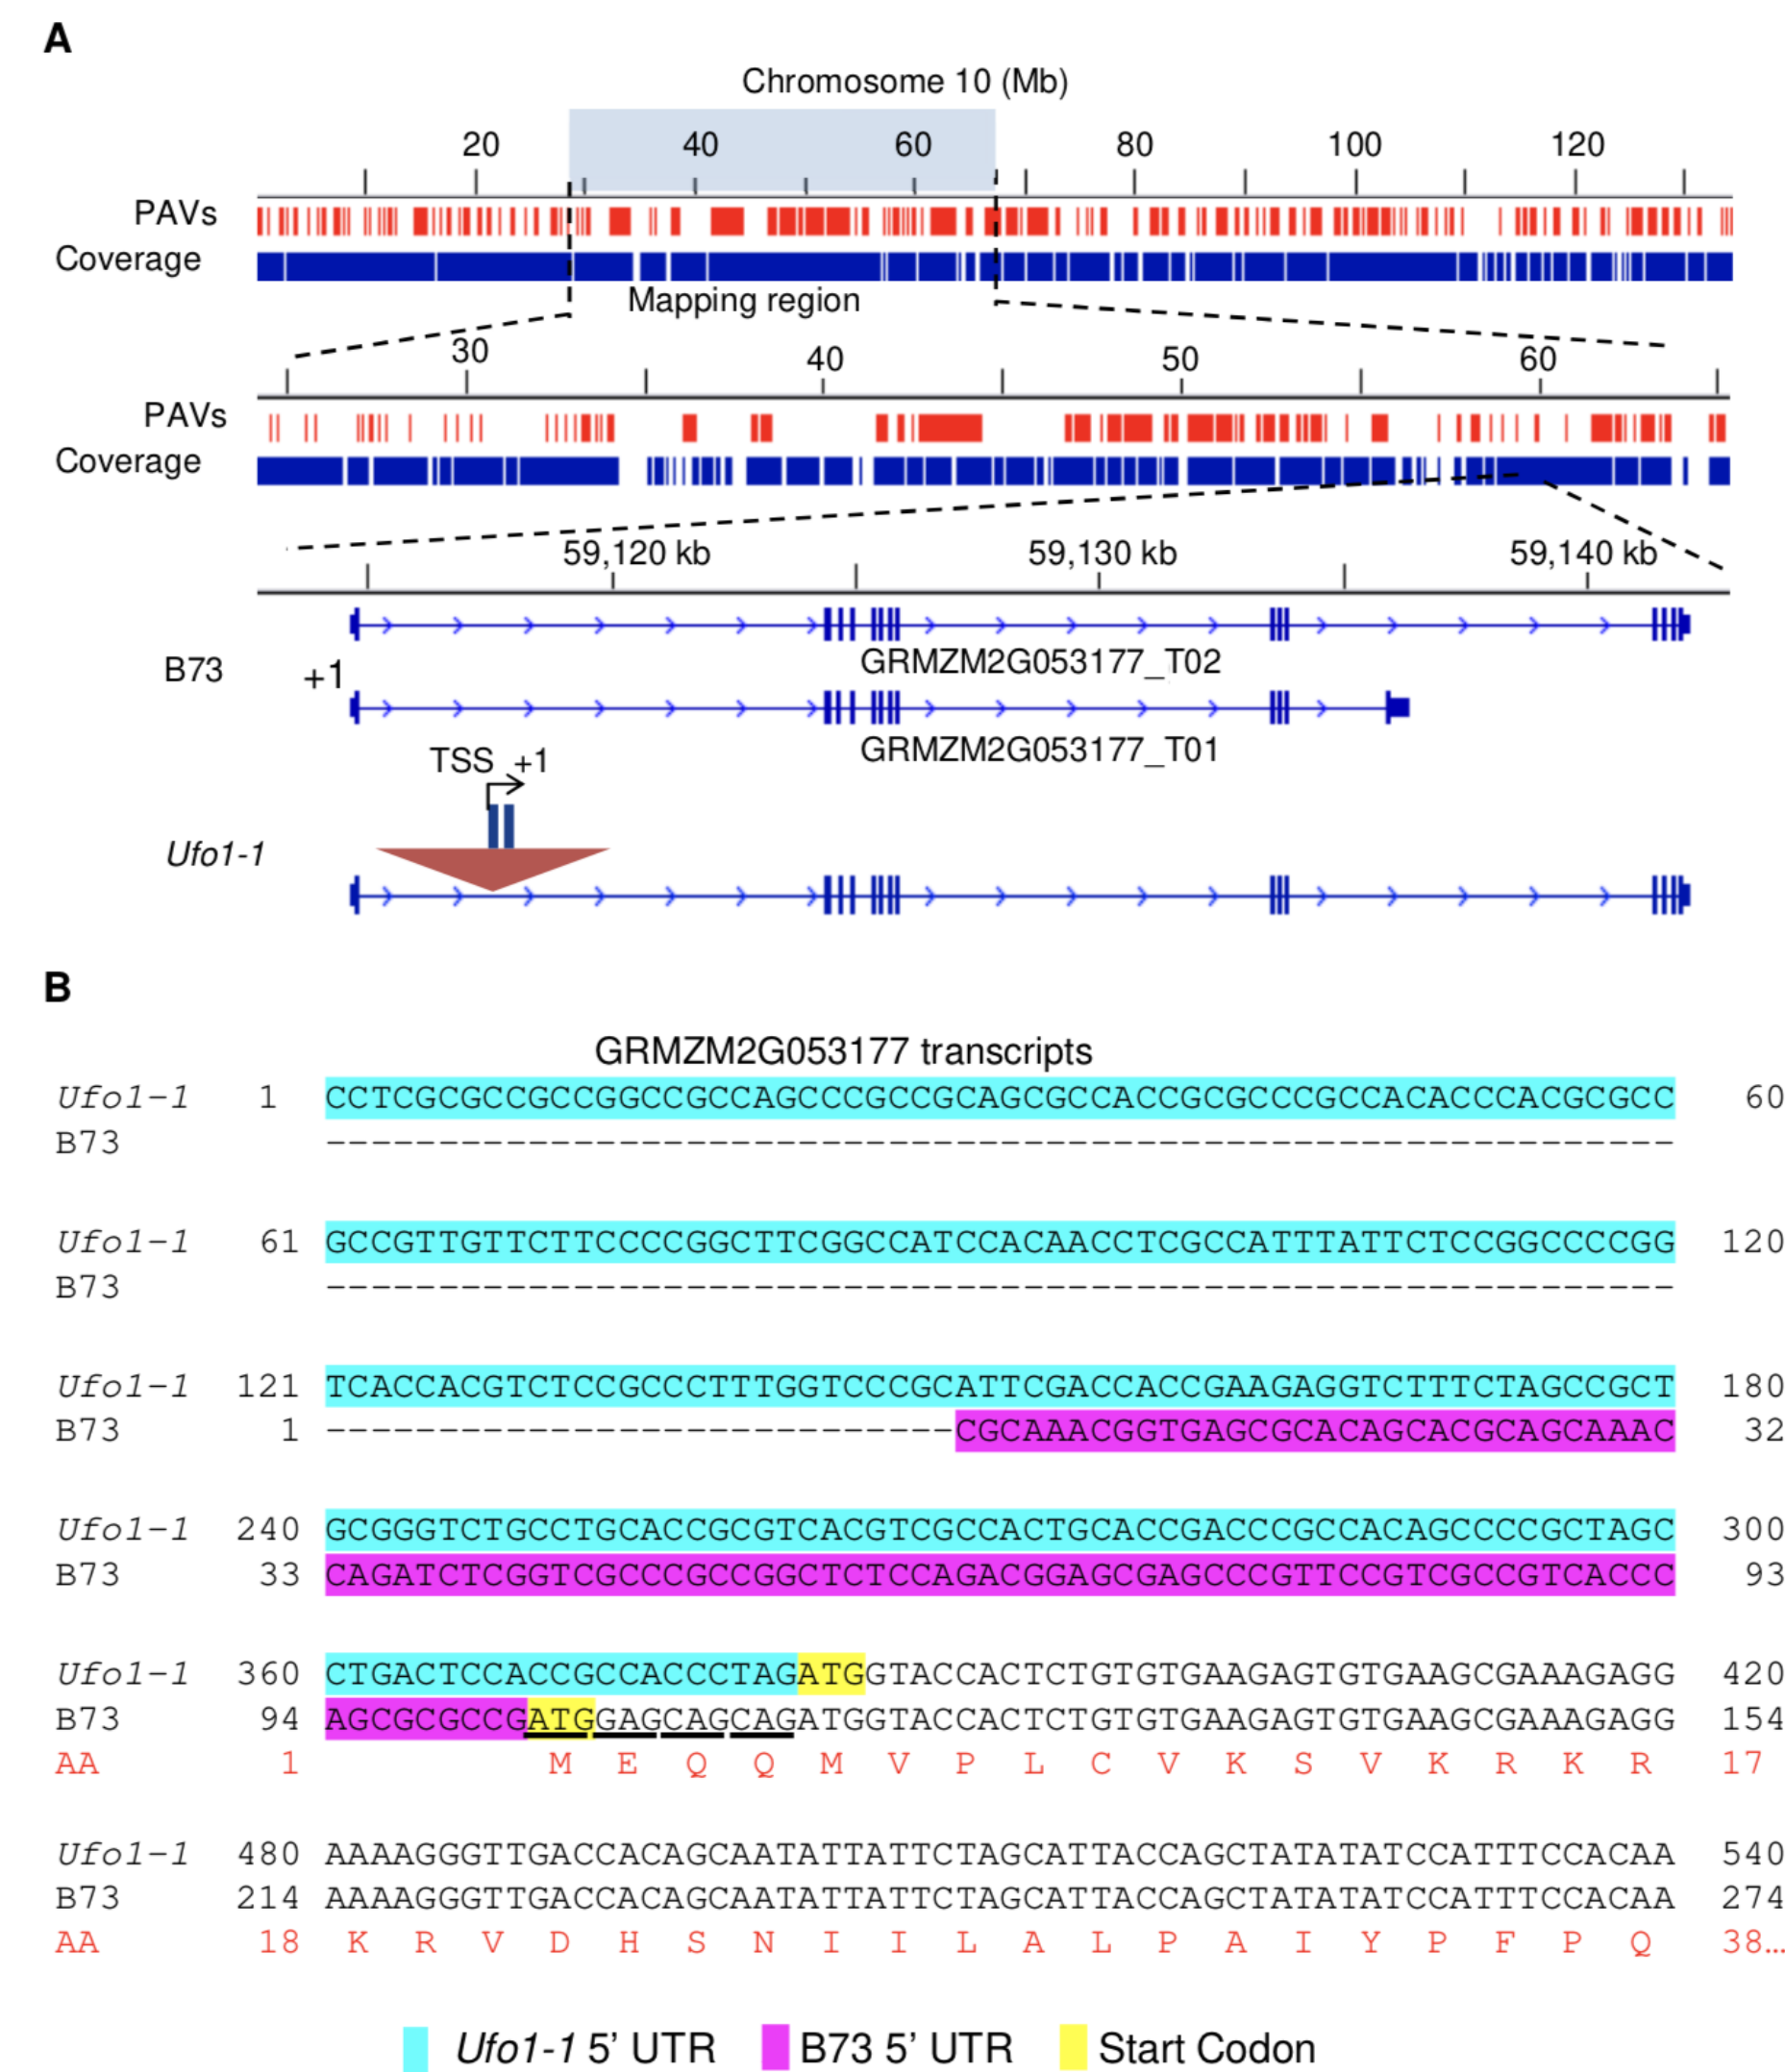 A
Chromosome 10 (Mb)
20 40 60 80 100 120
PAVs
Coverage
Mapping region
30 40 50 60
PAVs
Coverage
59,120 kb 59,130 kb 59,140 kb
GRMZM2G053177_T02
B73 +1
GRMZM2G053177_T01
TSS +1
Ufo1-1
B
GRMZM2G053177 transcripts
Ufo1-1 1 CCTCGCGCCGCCGGCCGCCAGCCCGCCGCAGCGCCACCGCGCCCGCCACACCCACGCGCC 60
B73 ------------------------------------------------------------
Ufo1-1 61 GCCGTTGTTCTTCCCCGGCTTCGGCCATCCACAACCTCGCCATTTATTCTCCGGCCCCGG 120
B73 ------------------------------------------------------------
Ufo1-1 121 TCACCACGTCTCCGCCCTTTGGTCCCGCATTCGACCACCGAAGAGGTCTTTCTAGCCGCT 180
B73 1 ----------------------------CGCAAACGGTGAGCGCACAGCACGCAGCAAAC 32
Ufo1-1 240 GCGGGTCTGCCTGCACCGCGTCACGTCGCCACTGCACCGACCCGCCACAGCCCCGCTAGC 300
B73 33 CAGATCTCGGTCGCCCGCCGGCTCTCCAGACGGAGCGAGCCCGTTCCGTCGCCGTCACCC 93
Ufo1-1 360 CTGACTCCACCGCCACCCTAGATGGTACCACTCTGTGTGAAGAGTGTGAAGCGAAAGAGG 420
B73 94 AGCGCGCCGATGGAGCAGCAGATGGTACCACTCTGTGTGAAGAGTGTGAAGCGAAAGAGG 154
AA 1 M E Q Q M V P L C V K S V K R K R 17
Ufo1-1 480 AAAAGGGTTGACCACAGCAATATTATTCTAGCATTACCAGCTATATATCCATTTCCACAA 540
B73 214 AAAAGGGTTGACCACAGCAATATTATTCTAGCATTACCAGCTATATATCCATTTCCACAA 274
AA 18 K R V D H S N I I L A L P A I Y P F P Q 38…
Ufo1-1 5’ UTR B73 5’ UTR Start Codon